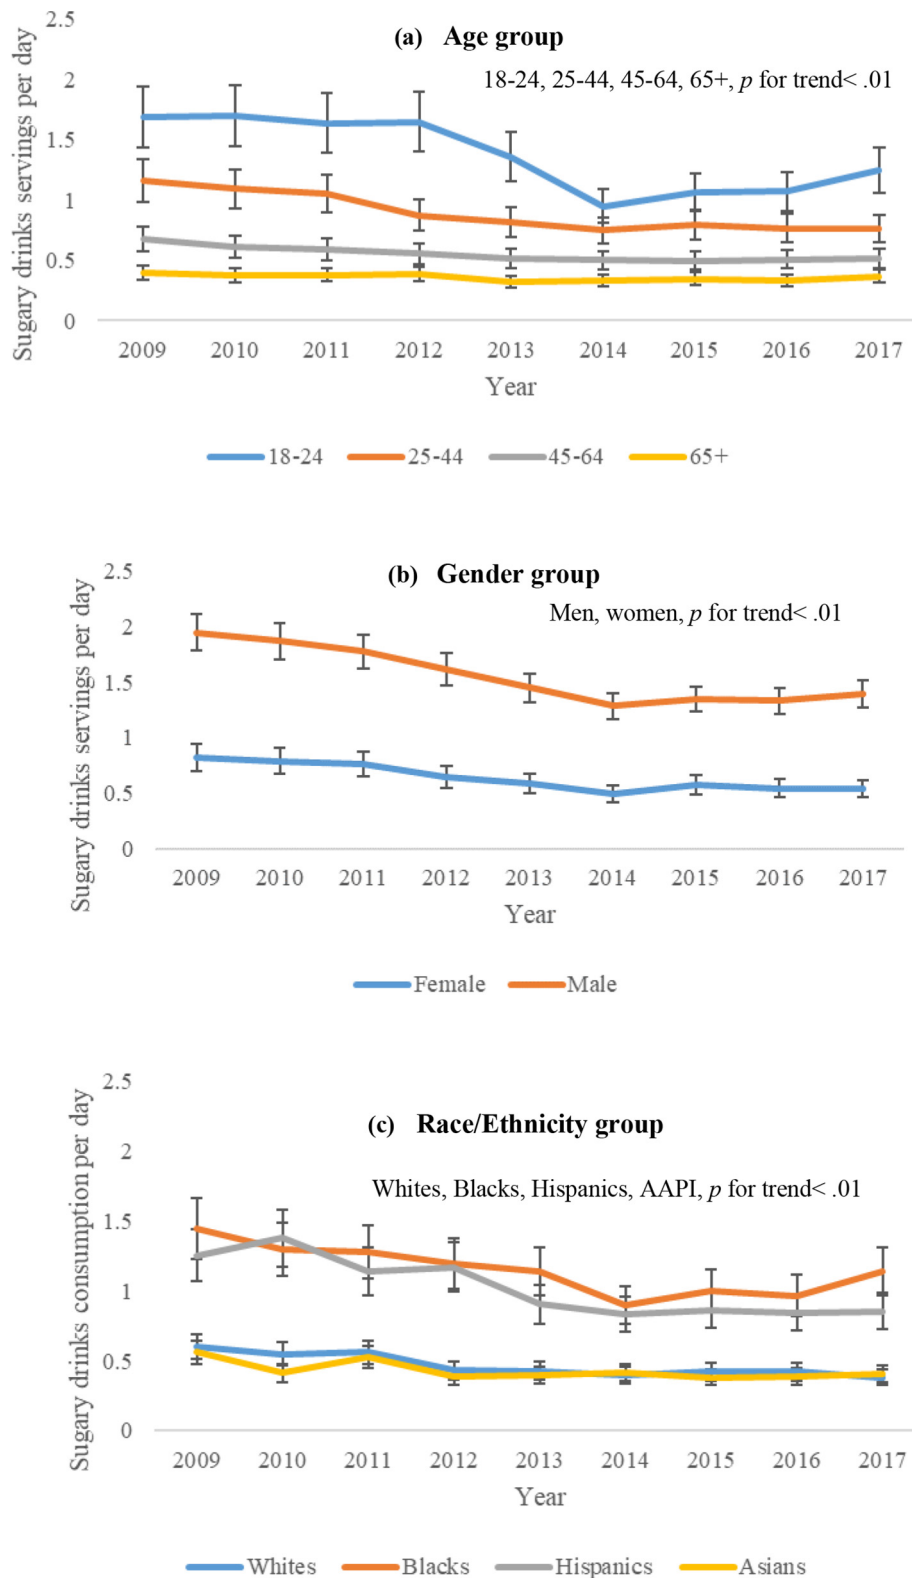 (a) Age group
18-24, 25-44, 45-64, 65+, p for trend< .01
Sugary drinks servings per day
2.5
2
1.5
1
0.5
0
2009 2010 2011 2012 2013 2014 2015 2016 2017
Year
18-24 25-44 45-64 65+
(b) Gender group
Men, women, p for trend< .01
Sugary drinks servings per day
2.5
2
1.5
1
0.5
0
2009 2010 2011 2012 2013 2014 2015 2016 2017
Year
Female Male
(c) Race/Ethnicity group
Whites, Blacks, Hispanics, AAPI, p for trend< .01
Sugary drinks consumption per day
2.5
2
1.5
1
0.5
0
2009 2010 2011 2012 2013 2014 2015 2016 2017
Year
Whites Blacks Hispanics Asians